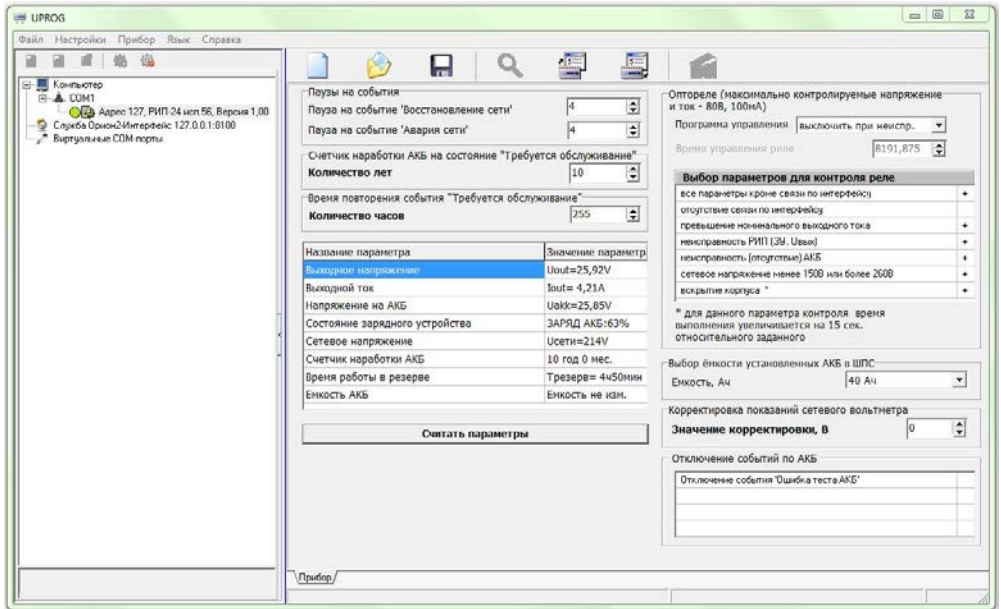 UPROG
Файл Настройки Прибор Язык Справка
Компьютер
COM1
Адрес 127, РИП-24 исп.56, Версия 1,00
Служба Орион2-Интерфейс 127.0.0.1:8100
Виртуальные COM-порты
Паузы на события
Пауза на событие 'Восстановление сети' 4
Пауза на событие 'Авария сети' 4
Счетчик наработки АКБ на состояние "Требуется обслуживание"
Количество лет 10
Время повторения события "Требуется обслуживание"
Количество часов 255
Название параметра Значение параметр
Выходное напряжение Uout=25,92V
Выходной ток Iout= 4,21A
Напряжение на АКБ Uakk=25,85V
Состояние зарядного устройства ЗАРЯД АКБ:63%
Сетевое напряжение Uсети=214V
Счетчик наработки АКБ 10 год 0 мес.
Время работы в резерве Tрезерв= 4ч50мин
Емкость АКБ Емкость не изм.
Считать параметры
Оптореле (максимально контролируемые напряжение
и ток - 80В, 100мА)
Программа управления выключить при неиспр.
Время управления реле 8191,875
Выбор параметров для контроля реле
все параметры кроме связи по интерфейсу +
отсутствие связи по интерфейсу
превышение номинального выходного тока +
неисправность РИП (ЗУ, Uвых) +
неисправность (отсутствие) АКБ +
сетевое напряжение менее 150В или более 260В +
вскрытие корпуса * +
* для данного параметра контроля время
выполнения увеличивается на 15 сек.
относительного заданного
Выбор ёмкости установленных АКБ в ШПС
Емкость, Ач 40 Ач
Корректировка показаний сетевого вольтметра
Значение корректировки, В 0
Отключение событий по АКБ
Отключение события 'Ошибка теста АКБ'
Прибор